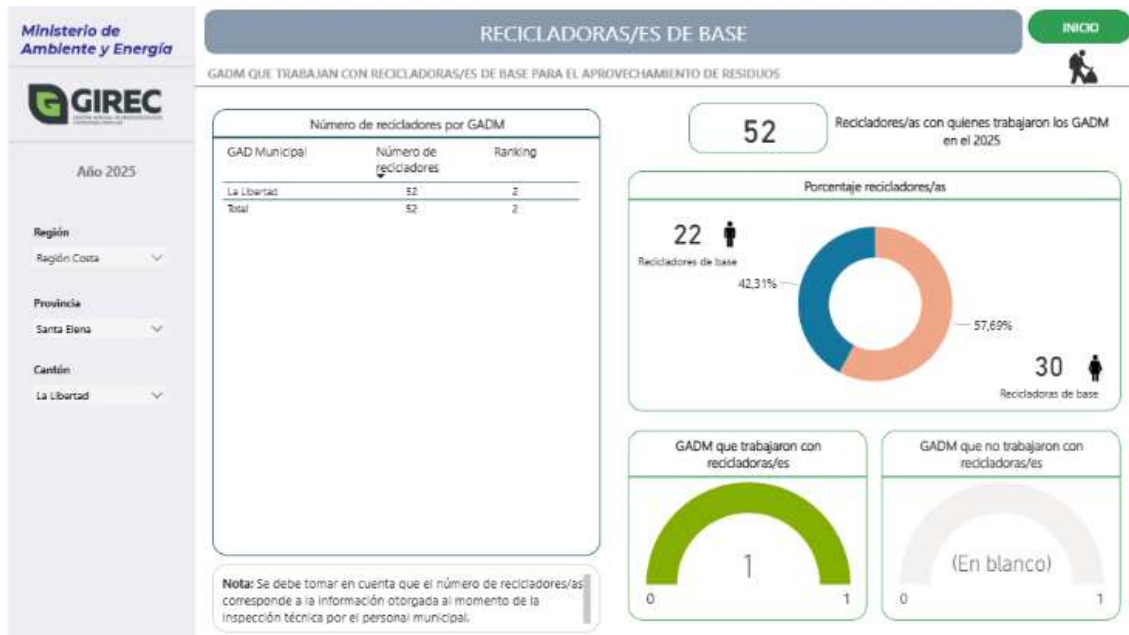 Ministerio de
Ambiente y Energía
RECICLADORAS/ES DE BASE
INICIO
GADM QUE TRABAJAN CON RECICLADORAS/ES DE BASE PARA EL APROVECHAMIENTO DE RESIDUOS
GIREC
Año 2025
Región
Región Costa
Provincia
Santa Elena
Cantón
La Libertad
Número de recicladores por GADM
GAD Municipal Número de recicladores Ranking
La Libertad 52 2
Total 52 2
Nota: Se debe tomar en cuenta que el número de recicladores/as
corresponde a la información otorgada al momento de la
inspección técnica por el personal municipal.
52
Recicladores/as con quienes trabajaron los GADM
en el 2025
Porcentaje recicladores/as
22
Recicladores de base
42,31%
57,69%
30
Recicladoras de base
GADM que trabajaron con
recicladoras/es
1
0 1
GADM que no trabajaron con
recicladoras/es
(En blanco)
0 1